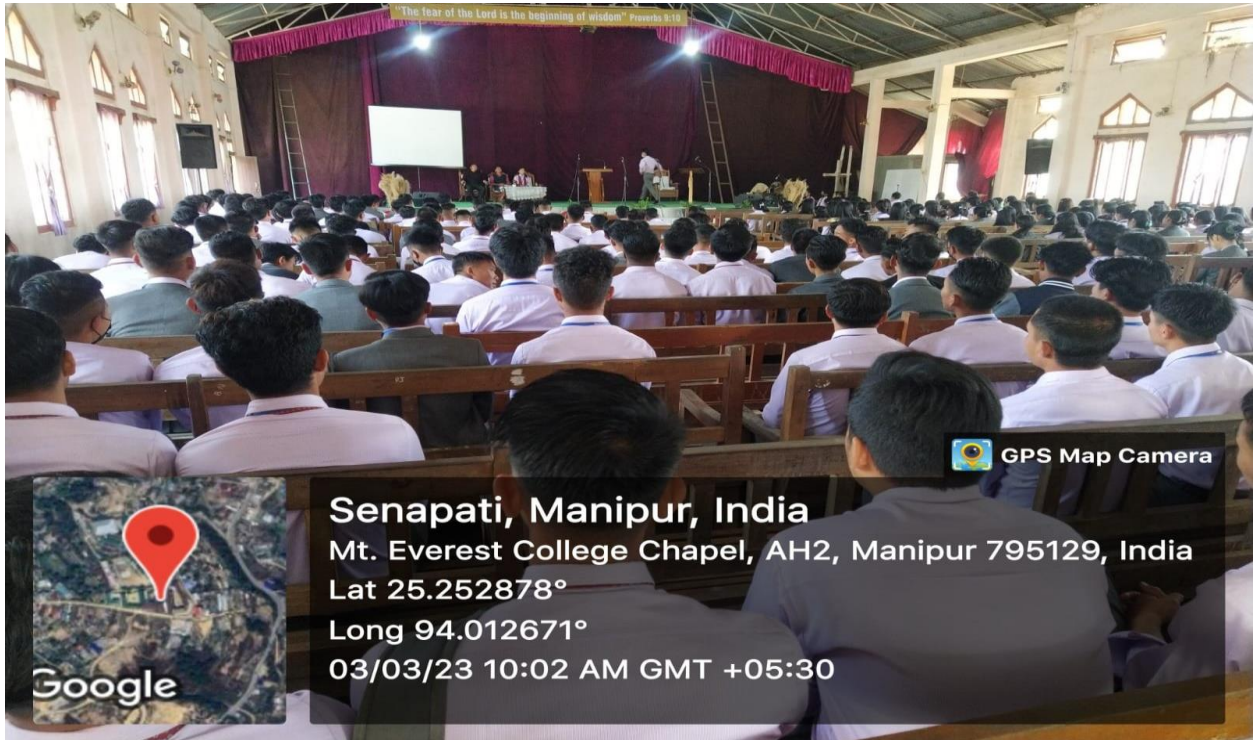 "The fear of the Lord is the beginning of wisdom" Proverbs 9:10
GPS Map Camera
Senapati, Manipur, India
Mt. Everest College Chapel, AH2, Manipur 795129, India
Lat 25.252878°
Long 94.012671°
03/03/23 10:02 AM GMT +05:30
Google